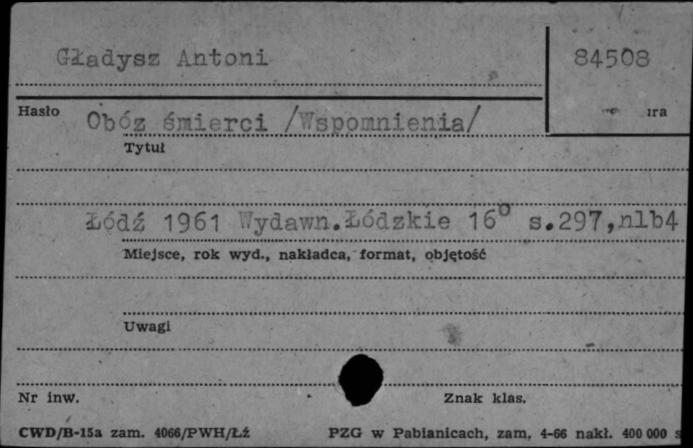 Gładysz Antoni 84508
Hasło
Obóz śmierci /Wspomnienia/
Tytuł
Łódź 1961 Wydawn.Łódzkie 16⁰ s.297,nlb4
Miejsce, rok wyd., nakładca, format, objętość
Uwagi
Nr inw. Znak klas.
CWD/B-15a zam. 4066/PWH/Łź PZG w Pabianicach, zam. 4-66 nakł. 400 000 s